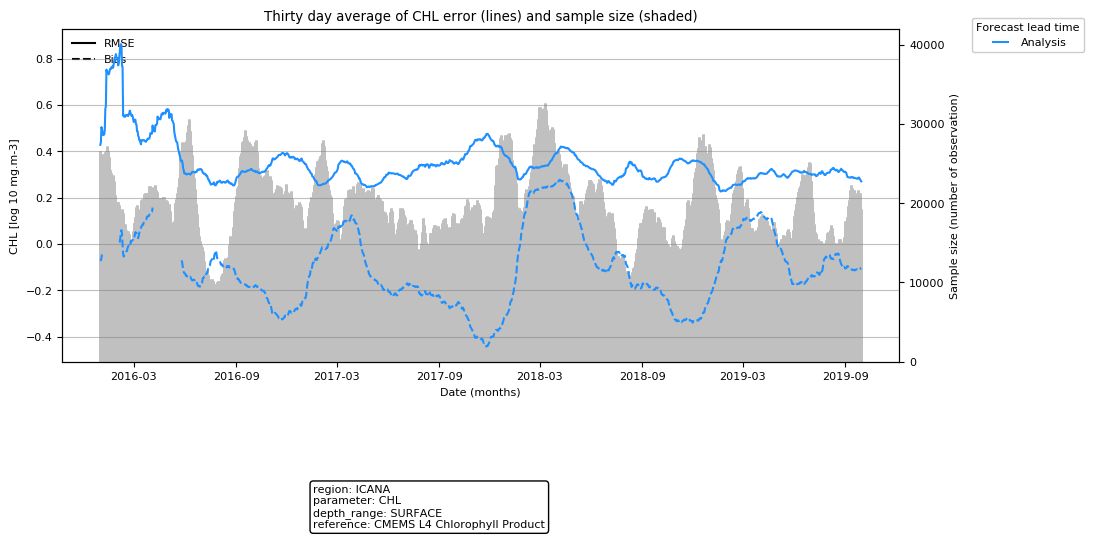 Thirty day average of CHL error (lines) and sample size (shaded)
Forecast lead time
Analysis
RMSE
Bias
CHL [log 10 mg.m-3]
0.8
0.6
0.4
0.2
0.0
−0.2
−0.4
40000
30000
20000
10000
0
Sample size (number of observation)
2016-03 2016-09 2017-03 2017-09 2018-03 2018-09 2019-03 2019-09
Date (months)
region: ICANA
parameter: CHL
depth_range: SURFACE
reference: CMEMS L4 Chlorophyll Product